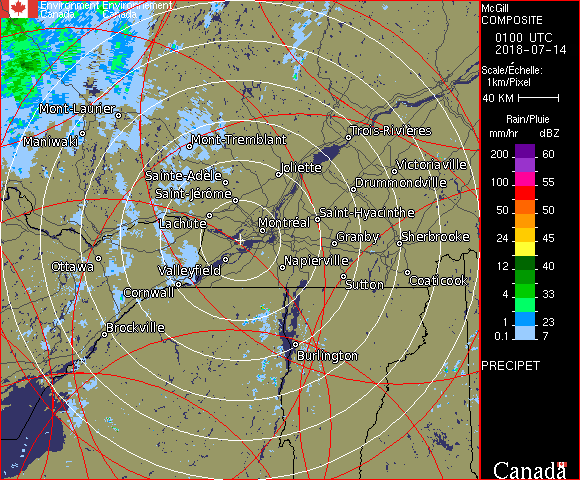 Environment Environnement
Canada Canada
McGill
COMPOSITE
0100 UTC
2018-07-14
Scale/Échelle:
1km/Pixel
40 KM
Rain/Pluie
mm/hr dBZ
200 60
100 55
50 50
24 45
12 40
4 33
1 23
0.1 7
PRECIPET
Canada
Mont-Laurier
Maniwaki
Mont-Tremblant
Trois-Rivières
Joliette
Victoriaville
Sainte-Adèle
Drummondville
Saint-Jérôme
Lachute
Saint-Hyacinthe
Montréal
Granby
Sherbrooke
Ottawa
Valleyfield
Napierville
Cornwall
Sutton
Coaticook
Brockville
Burlington